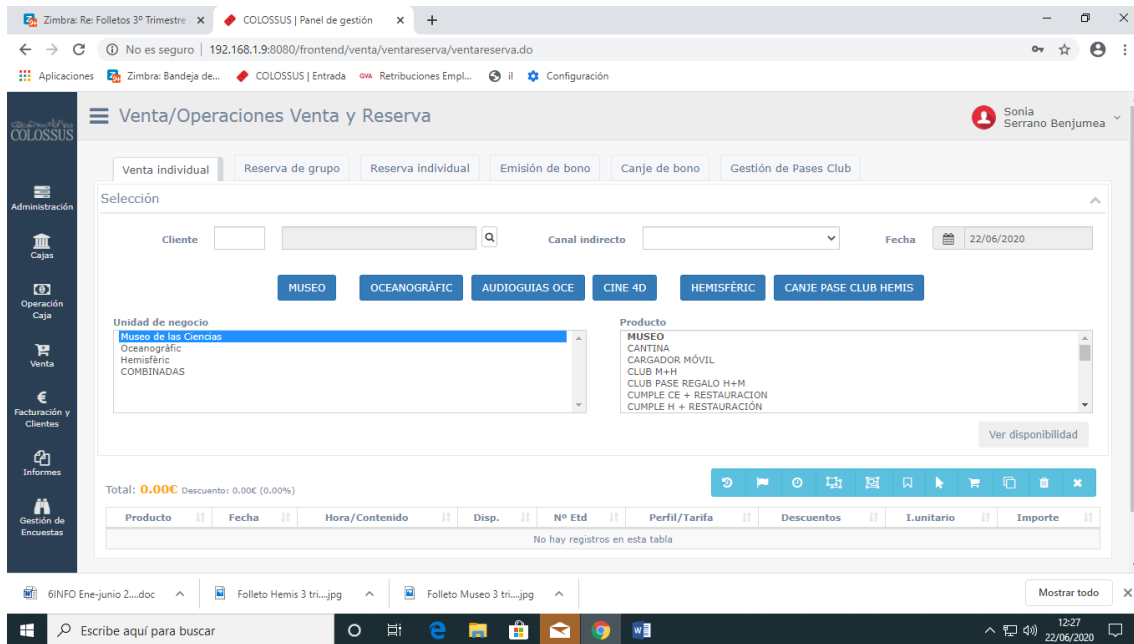 Zimbra: Re: Folletos 3º Trimestre
COLOSSUS | Panel de gestión
No es seguro | 192.168.1.9:8080/frontend/venta/ventareserva/ventareserva.do
Aplicaciones Zimbra: Bandeja de... COLOSSUS | Entrada GVA Retribuciones Empl... il Configuración
COLOSSUS
Venta/Operaciones Venta y Reserva
Sonia
Serrano Benjumea
Administración
Cajas
Operación
Caja
Venta
Facturación y
Clientes
Informes
Gestión de
Encuestas
Venta individual Reserva de grupo Reserva individual Emisión de bono Canje de bono Gestión de Pases Club
Selección
Cliente Canal indirecto Fecha 22/06/2020
MUSEO OCEANOGRÀFIC AUDIOGUIAS OCE CINE 4D HEMISFÈRIC CANJE PASE CLUB HEMIS
Unidad de negocio
Museo de las Ciencias
Oceanogràfic
Hemisfèric
COMBINADAS
Producto
MUSEO
CANTINA
CARGADOR MÓVIL
CLUB M+H
CLUB PASE REGALO H+M
CUMPLE CE + RESTAURACION
CUMPLE H + RESTAURACIÓN
Ver disponibilidad
Total: 0.00€ Descuento: 0.00€ (0.00%)
Producto Fecha Hora/Contenido Disp. Nº Etd Perfil/Tarifa Descuentos I.unitario Importe
No hay registros en esta tabla
6INFO Ene-junio 2....doc Folleto Hemis 3 tri....jpg Folleto Museo 3 tri....jpg Mostrar todo
Escribe aquí para buscar
12:27
22/06/2020